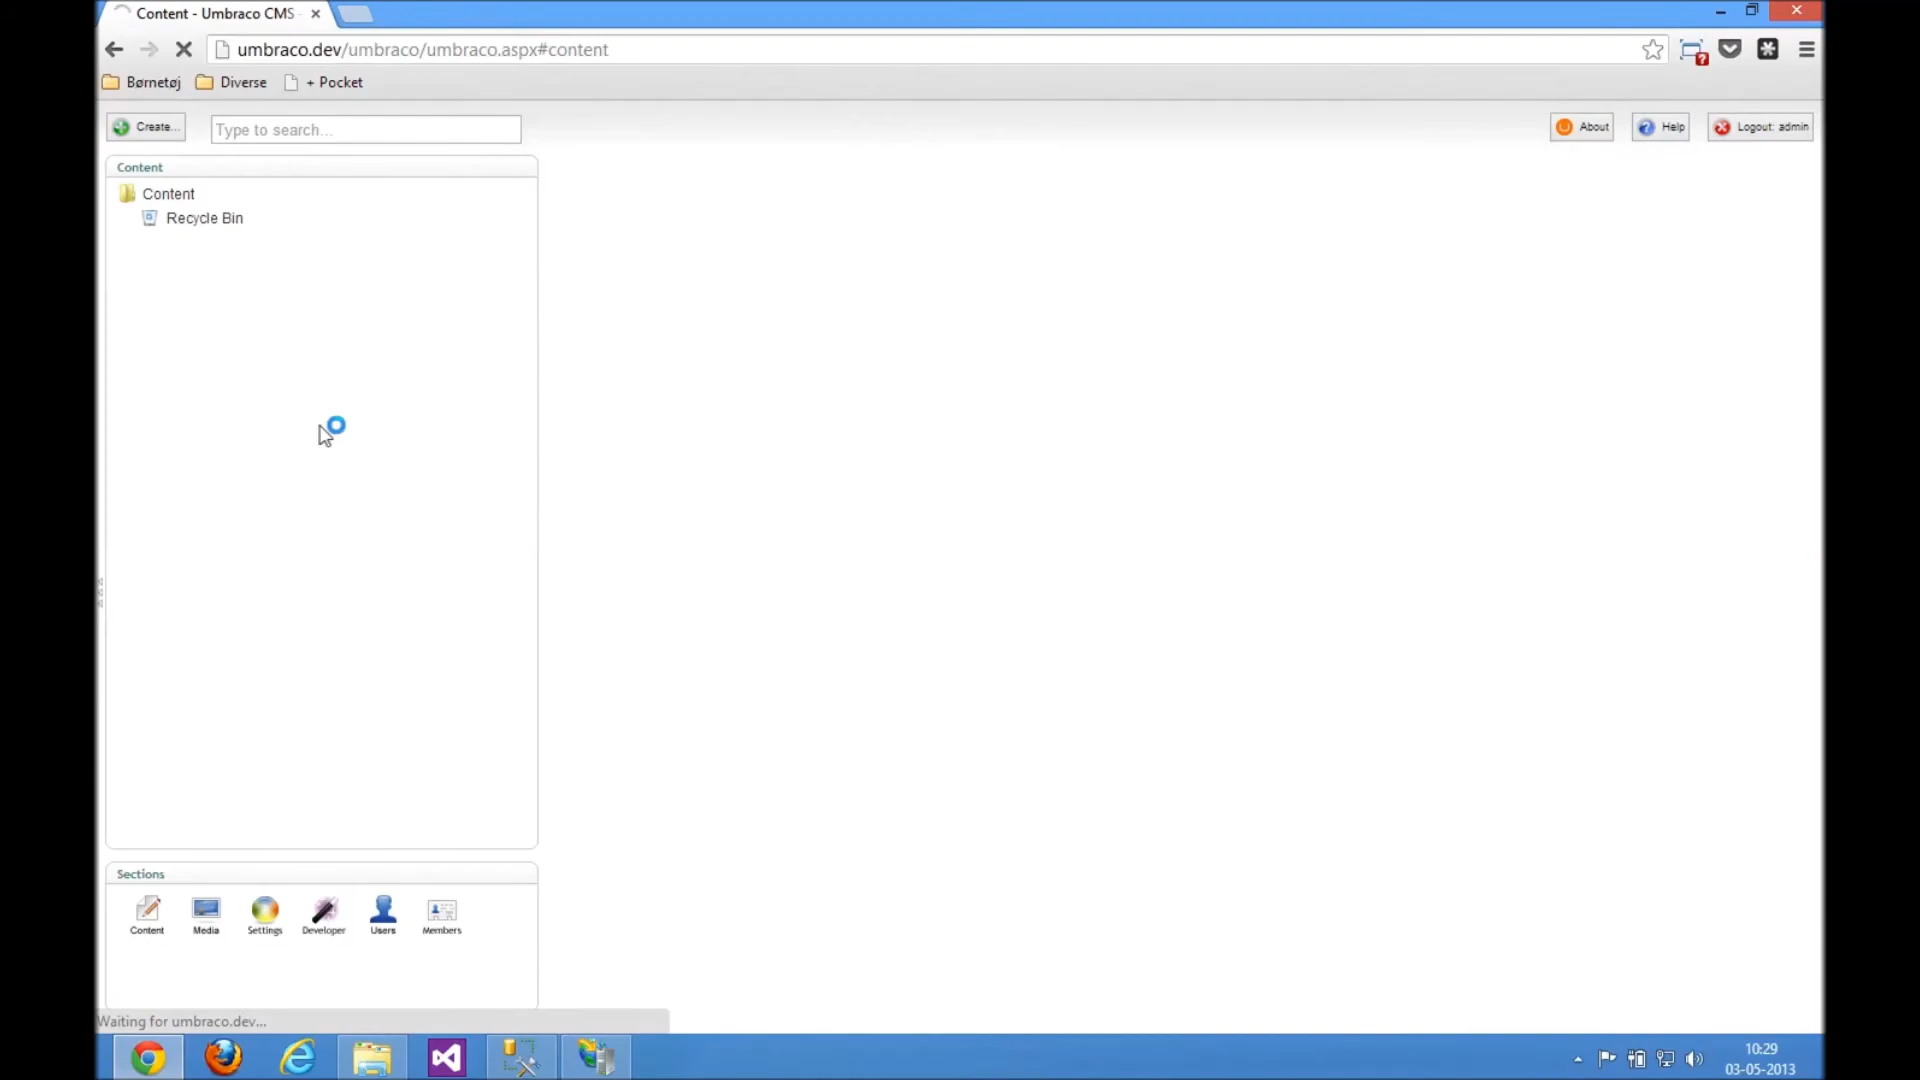 Content - Umbraco CMS -
umbraco.dev/umbraco/umbraco.aspx#content
Børnetøj Diverse + Pocket
Create... Type to search... About Help Logout: admin
Content
Content
Recycle Bin
Sections
Content Media Settings Developer Users Members
Waiting for umbraco.dev...
10:29
03-05-2013